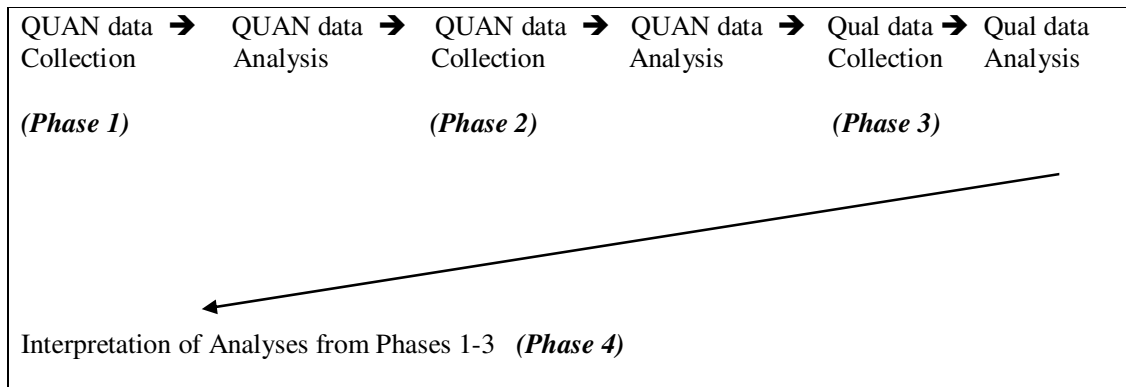 QUAN data ➔ QUAN data ➔ QUAN data ➔ QUAN data ➔ Qual data ➔ Qual data
Collection Analysis Collection Analysis Collection Analysis
(Phase 1) (Phase 2) (Phase 3)
Interpretation of Analyses from Phases 1-3 (Phase 4)